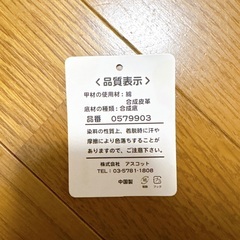 〈品質表示〉
甲材の使用材：綿
合成皮革
底材の種類：合成底
品番 0579903
染料の性質上、着脱時に汗や
摩擦により色落ちすることが
ありますので、ご注意下さい。
株式会社 アスコット
TEL 03-5781-1808
中国製